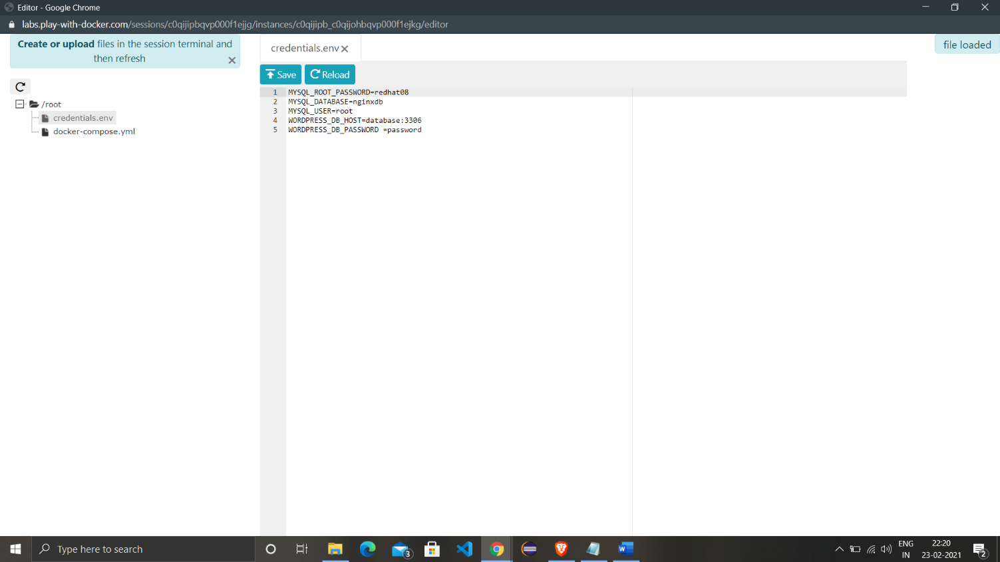 Editor - Google Chrome
labs.play-with-docker.com/sessions/c0qijipbqvp000f1ejjg/instances/c0qijipb_c0qijohbqvp000f1ejkg/editor
Create or upload files in the session terminal and
then refresh
credentials.env
file loaded
Save Reload
/root
credentials.env
docker-compose.yml
1 MYSQL_ROOT_PASSWORD=redhat08
2 MYSQL_DATABASE=nginxdb
3 MYSQL_USER=root
4 WORDPRESS_DB_HOST=database:3306
5 WORDPRESS_DB_PASSWORD =password
Type here to search
3
W
ENG
IN
22:20
23-02-2021
2